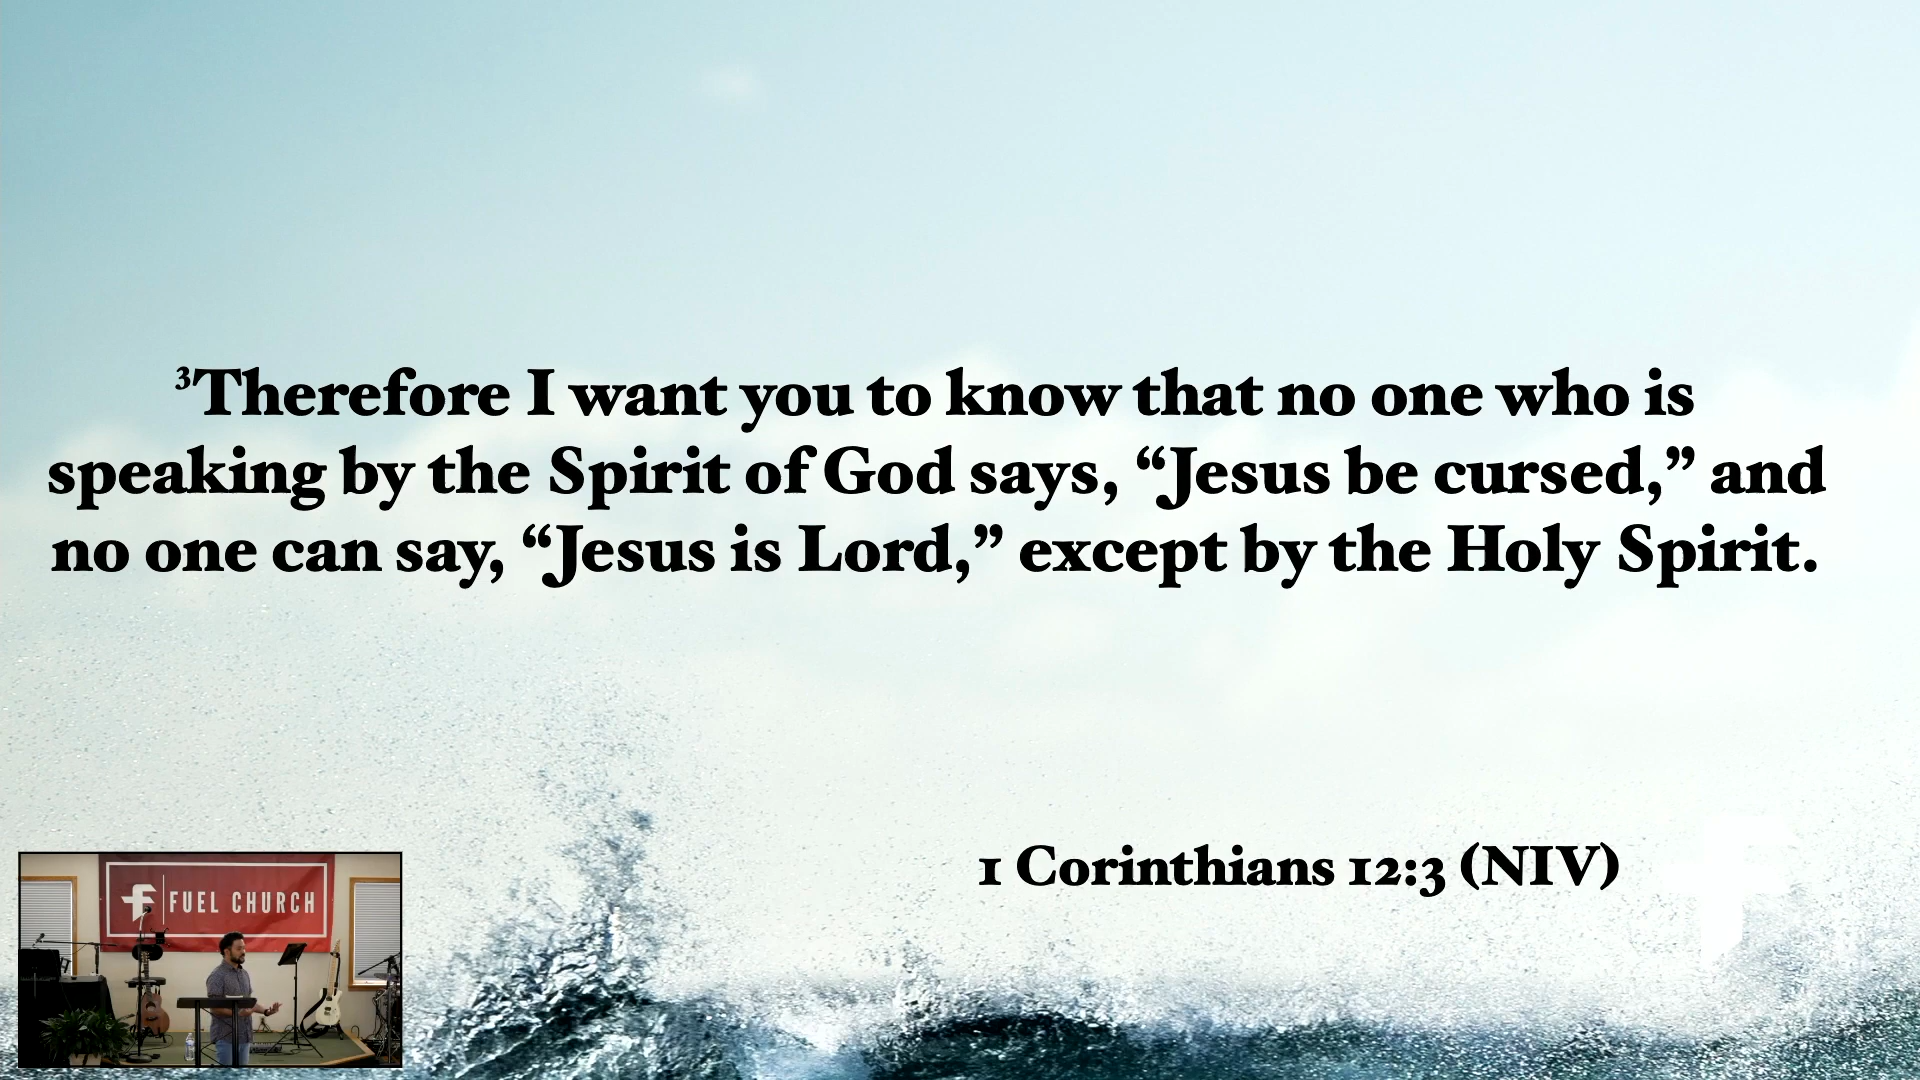 ³Therefore I want you to know that no one who is
speaking by the Spirit of God says, “Jesus be cursed,” and
no one can say, “Jesus is Lord,” except by the Holy Spirit.
1 Corinthians 12:3 (NIV)
FUEL CHURCH